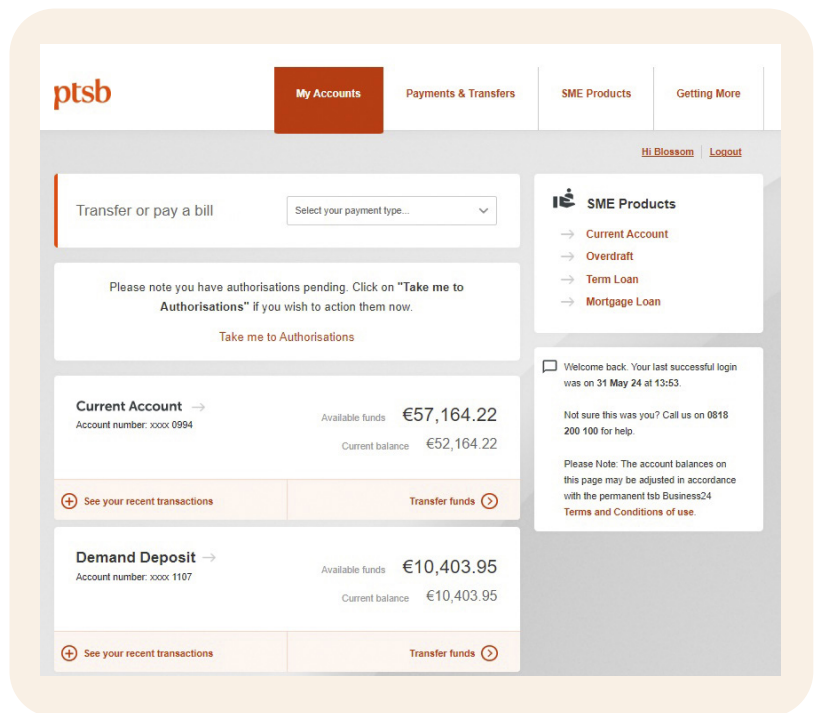 ptsb
My Accounts
Payments & Transfers
SME Products
Getting More
Hi Blossom
Logout
Transfer or pay a bill
Select your payment type...
Please note you have authorisations pending. Click on "Take me to
Authorisations" if you wish to action them now.
Take me to Authorisations
Current Account
Account number: xxxx 0994
Available funds €57,164.22
Current balance €52,164.22
See your recent transactions
Transfer funds
Demand Deposit
Account number: xxxx 1107
Available funds €10,403.95
Current balance €10,403.95
See your recent transactions
Transfer funds
SME Products
Current Account
Overdraft
Term Loan
Mortgage Loan
Welcome back. Your last successful login
was on 31 May 24 at 13:53.
Not sure this was you? Call us on 0818
200 100 for help.
Please Note: The account balances on
this page may be adjusted in accordance
with the permanent tsb Business24
Terms and Conditions of use.